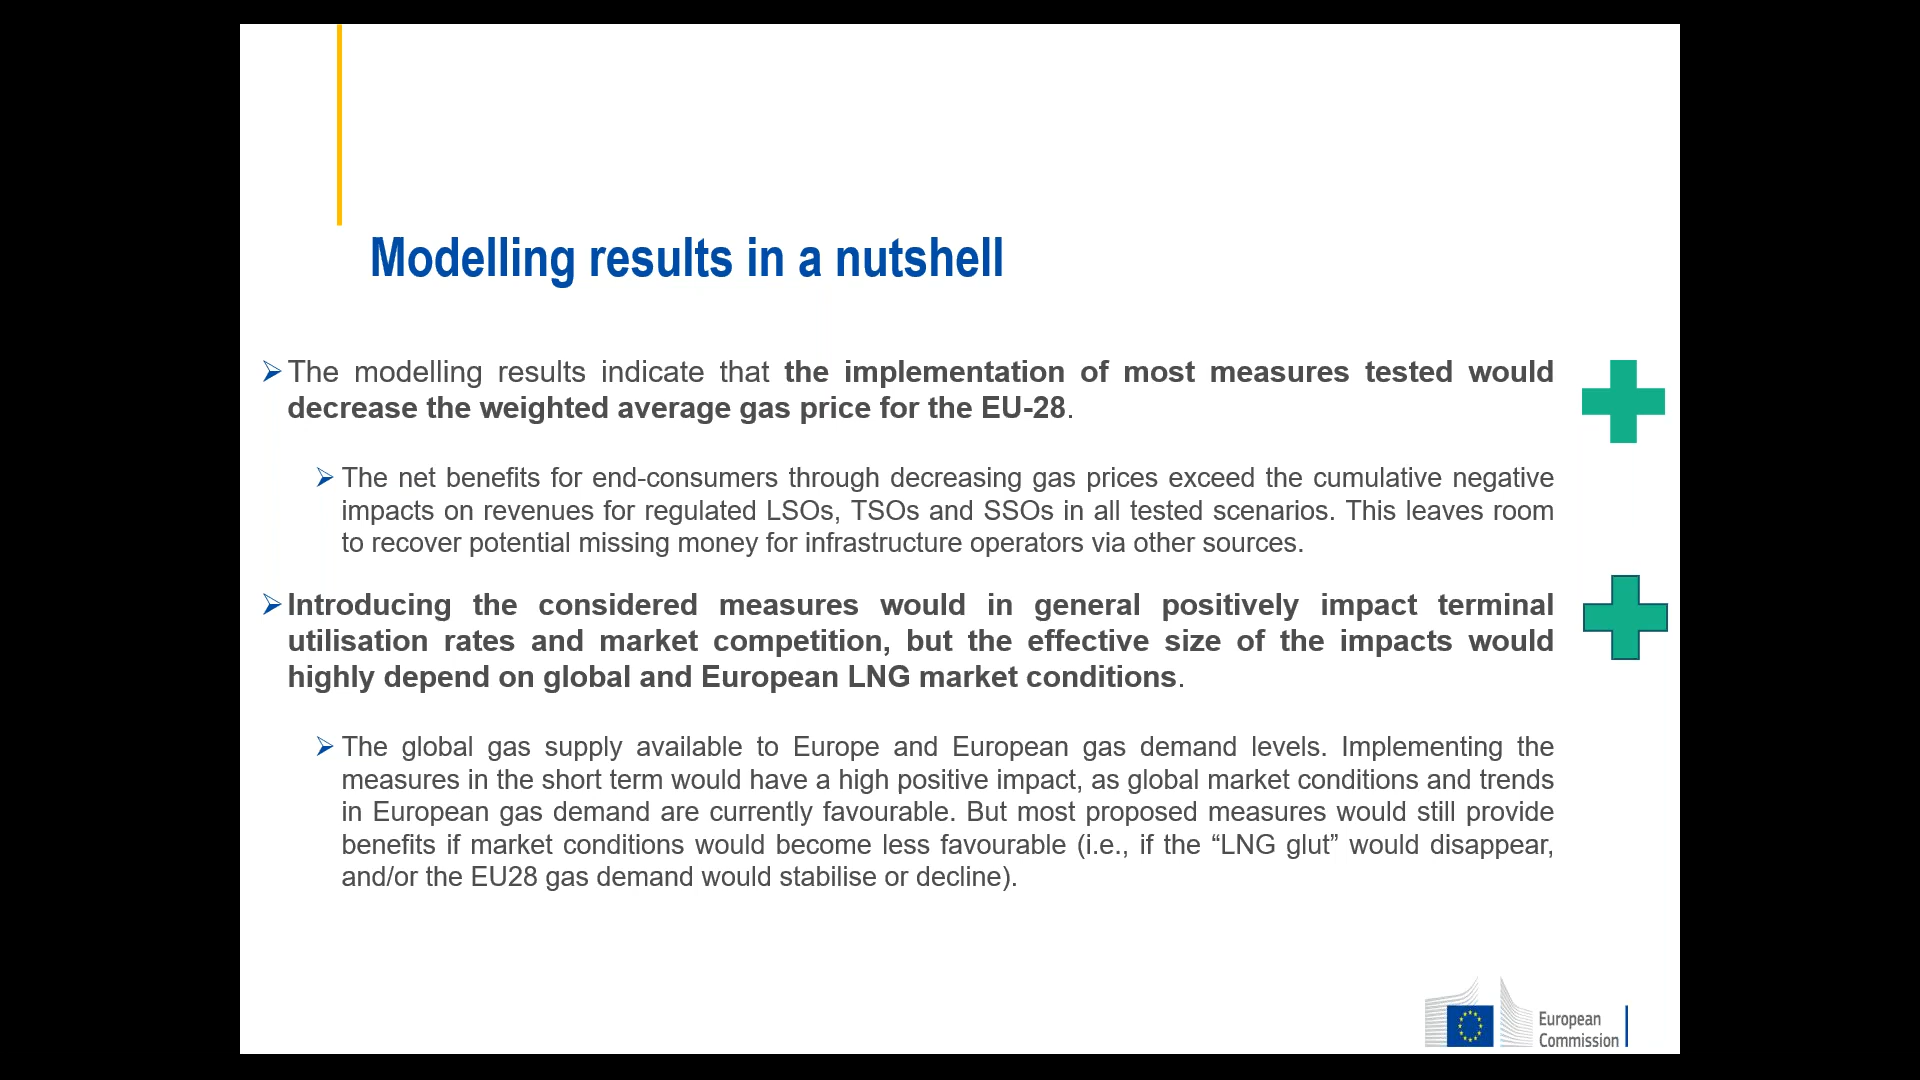 Modelling results in a nutshell
The modelling results indicate that the implementation of most measures tested would
decrease the weighted average gas price for the EU-28.
The net benefits for end-consumers through decreasing gas prices exceed the cumulative negative
impacts on revenues for regulated LSOs, TSOs and SSOs in all tested scenarios. This leaves room
to recover potential missing money for infrastructure operators via other sources.
Introducing the considered measures would in general positively impact terminal
utilisation rates and market competition, but the effective size of the impacts would
highly depend on global and European LNG market conditions.
The global gas supply available to Europe and European gas demand levels. Implementing the
measures in the short term would have a high positive impact, as global market conditions and trends
in European gas demand are currently favourable. But most proposed measures would still provide
benefits if market conditions would become less favourable (i.e., if the “LNG glut” would disappear,
and/or the EU28 gas demand would stabilise or decline).
European
Commission